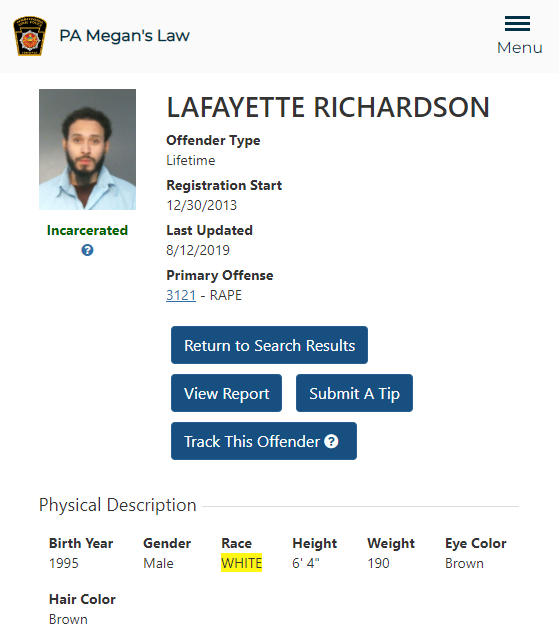 PA Megan's Law
Menu
LAFAYETTE RICHARDSON
Offender Type
Lifetime
Registration Start
12/30/2013
Incarcerated
Last Updated
8/12/2019
Primary Offense
3121 - RAPE
Return to Search Results
View Report
Submit A Tip
Track This Offender ?
Physical Description
Birth Year Gender Race Height Weight Eye Color
1995 Male WHITE 6' 4" 190 Brown
Hair Color
Brown